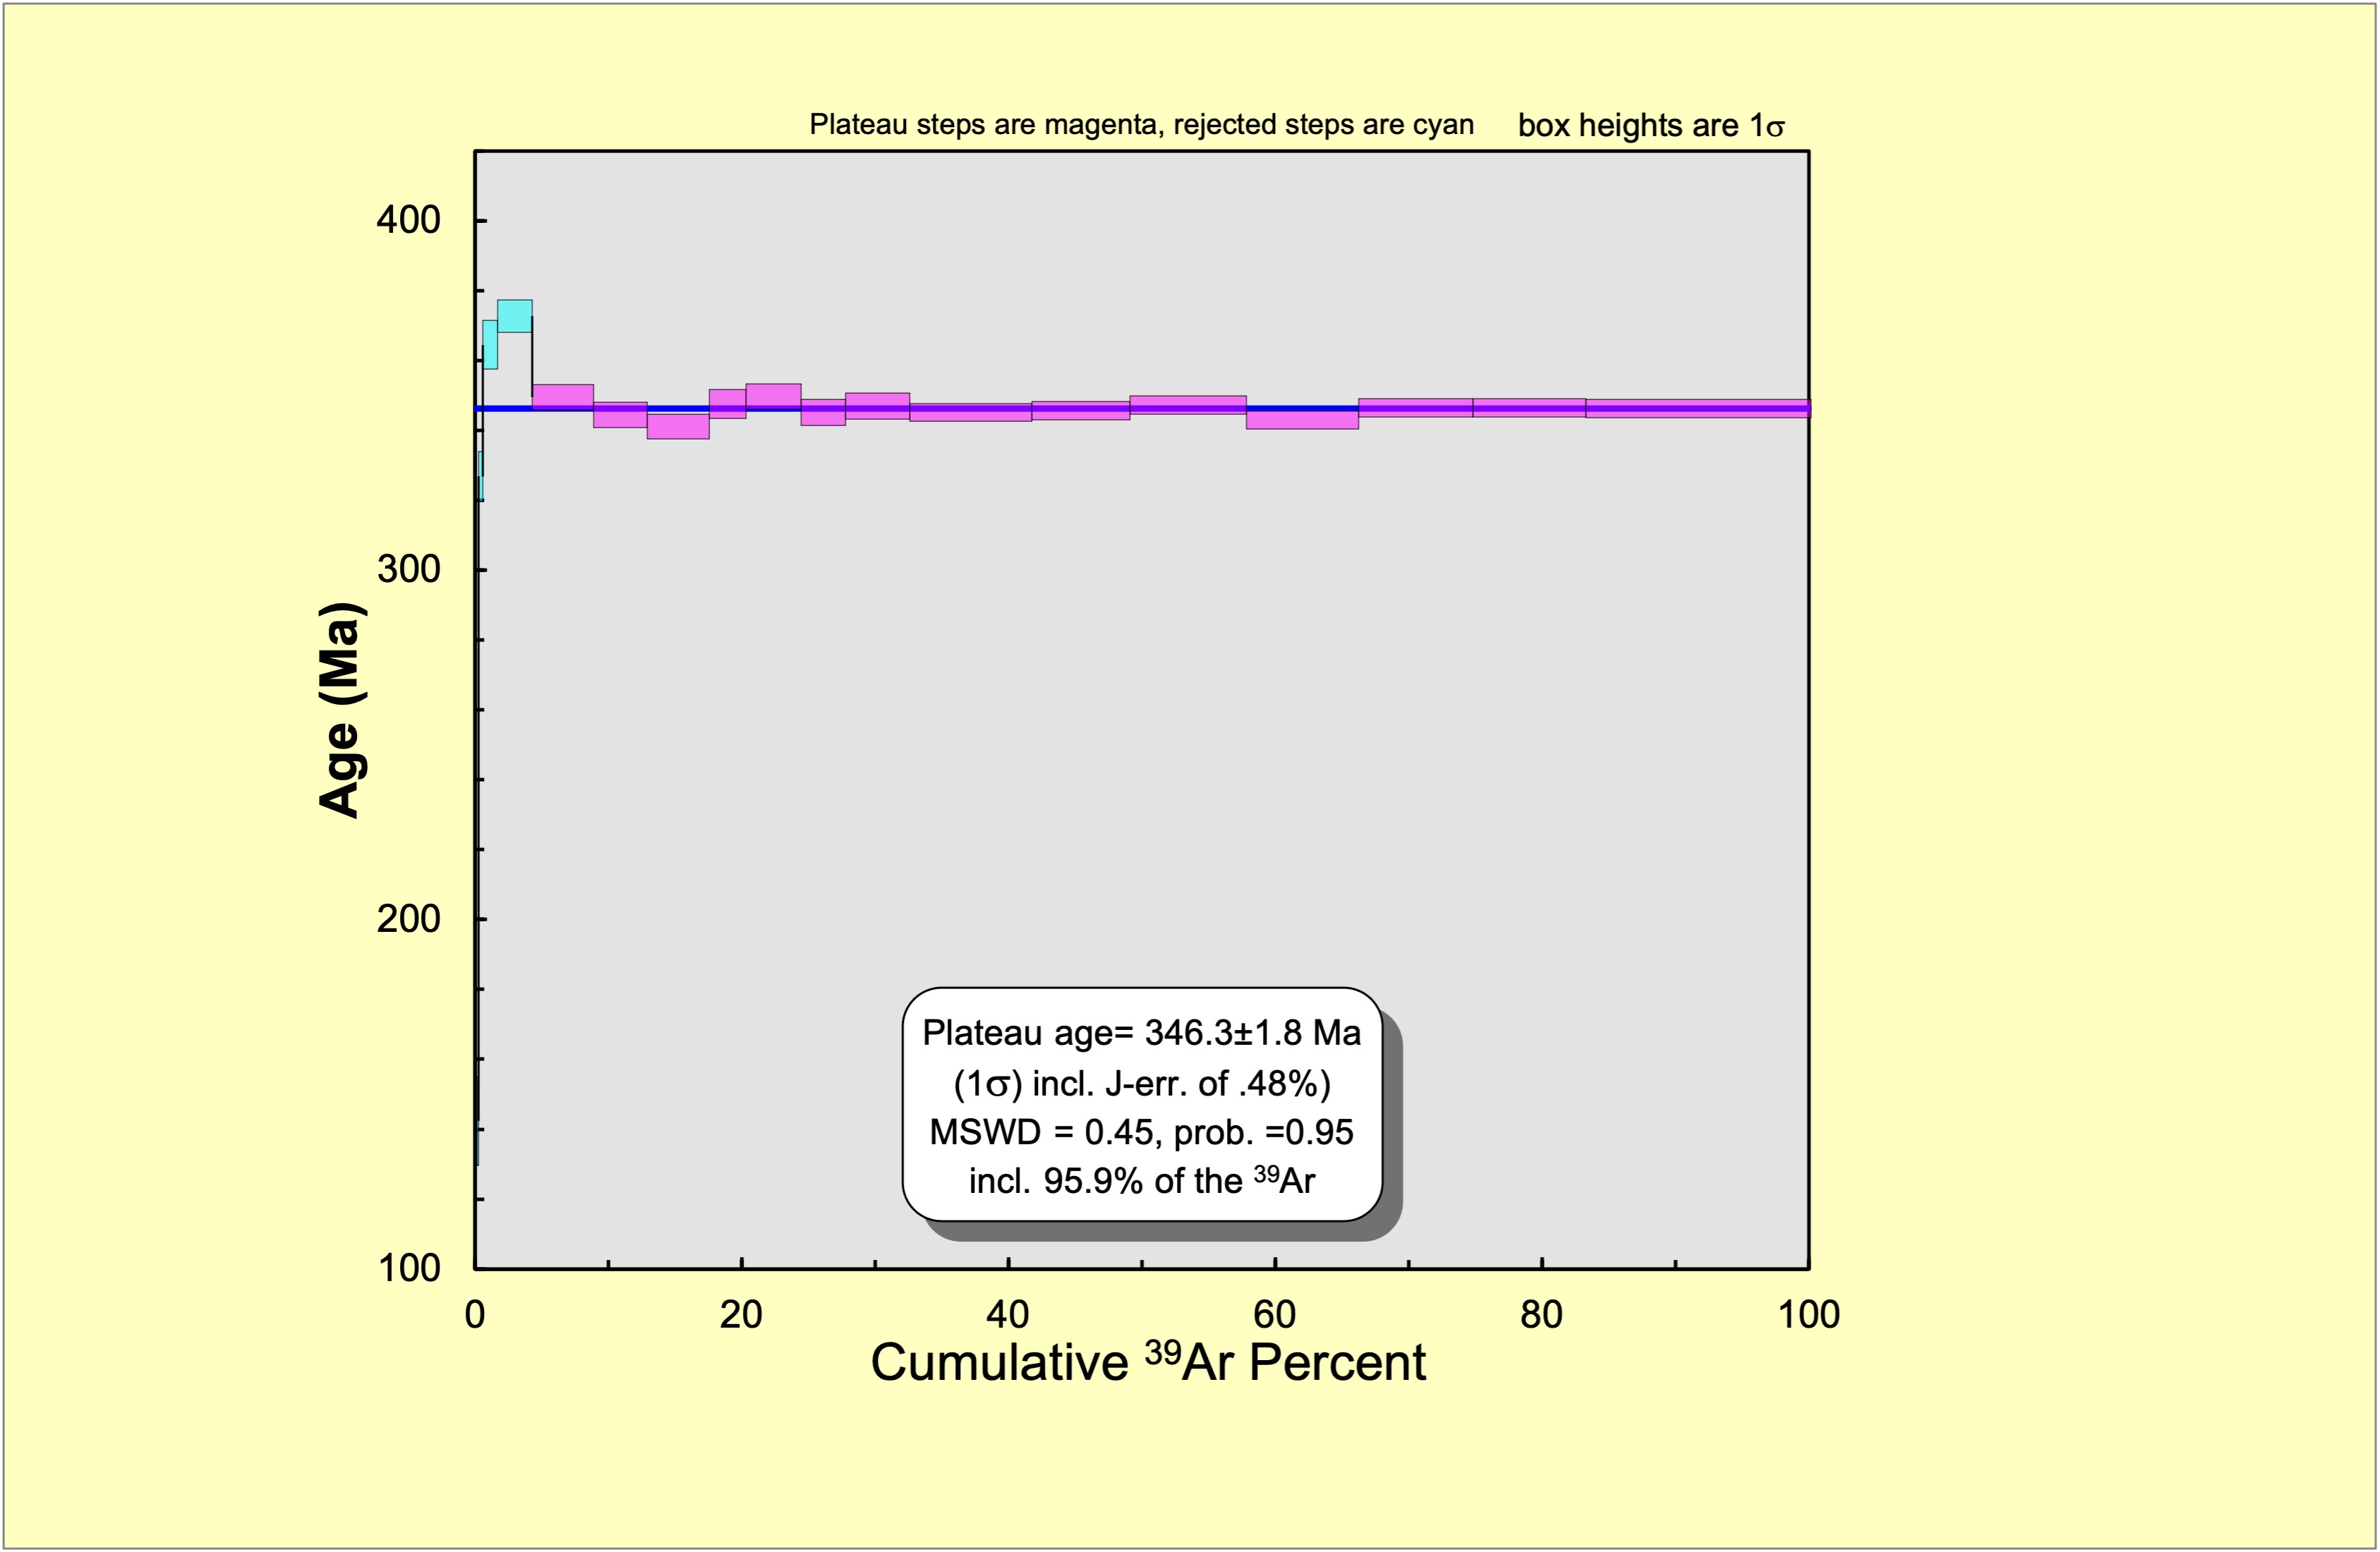 Plateau steps are magenta, rejected steps are cyan box heights are 1σ
400
300
200
100
Age (Ma)
Plateau age= 346.3±1.8 Ma
(1σ) incl. J-err. of .48%)
MSWD = 0.45, prob. =0.95
incl. 95.9% of the ³⁹Ar
0 20 40 60 80 100
Cumulative ³⁹Ar Percent